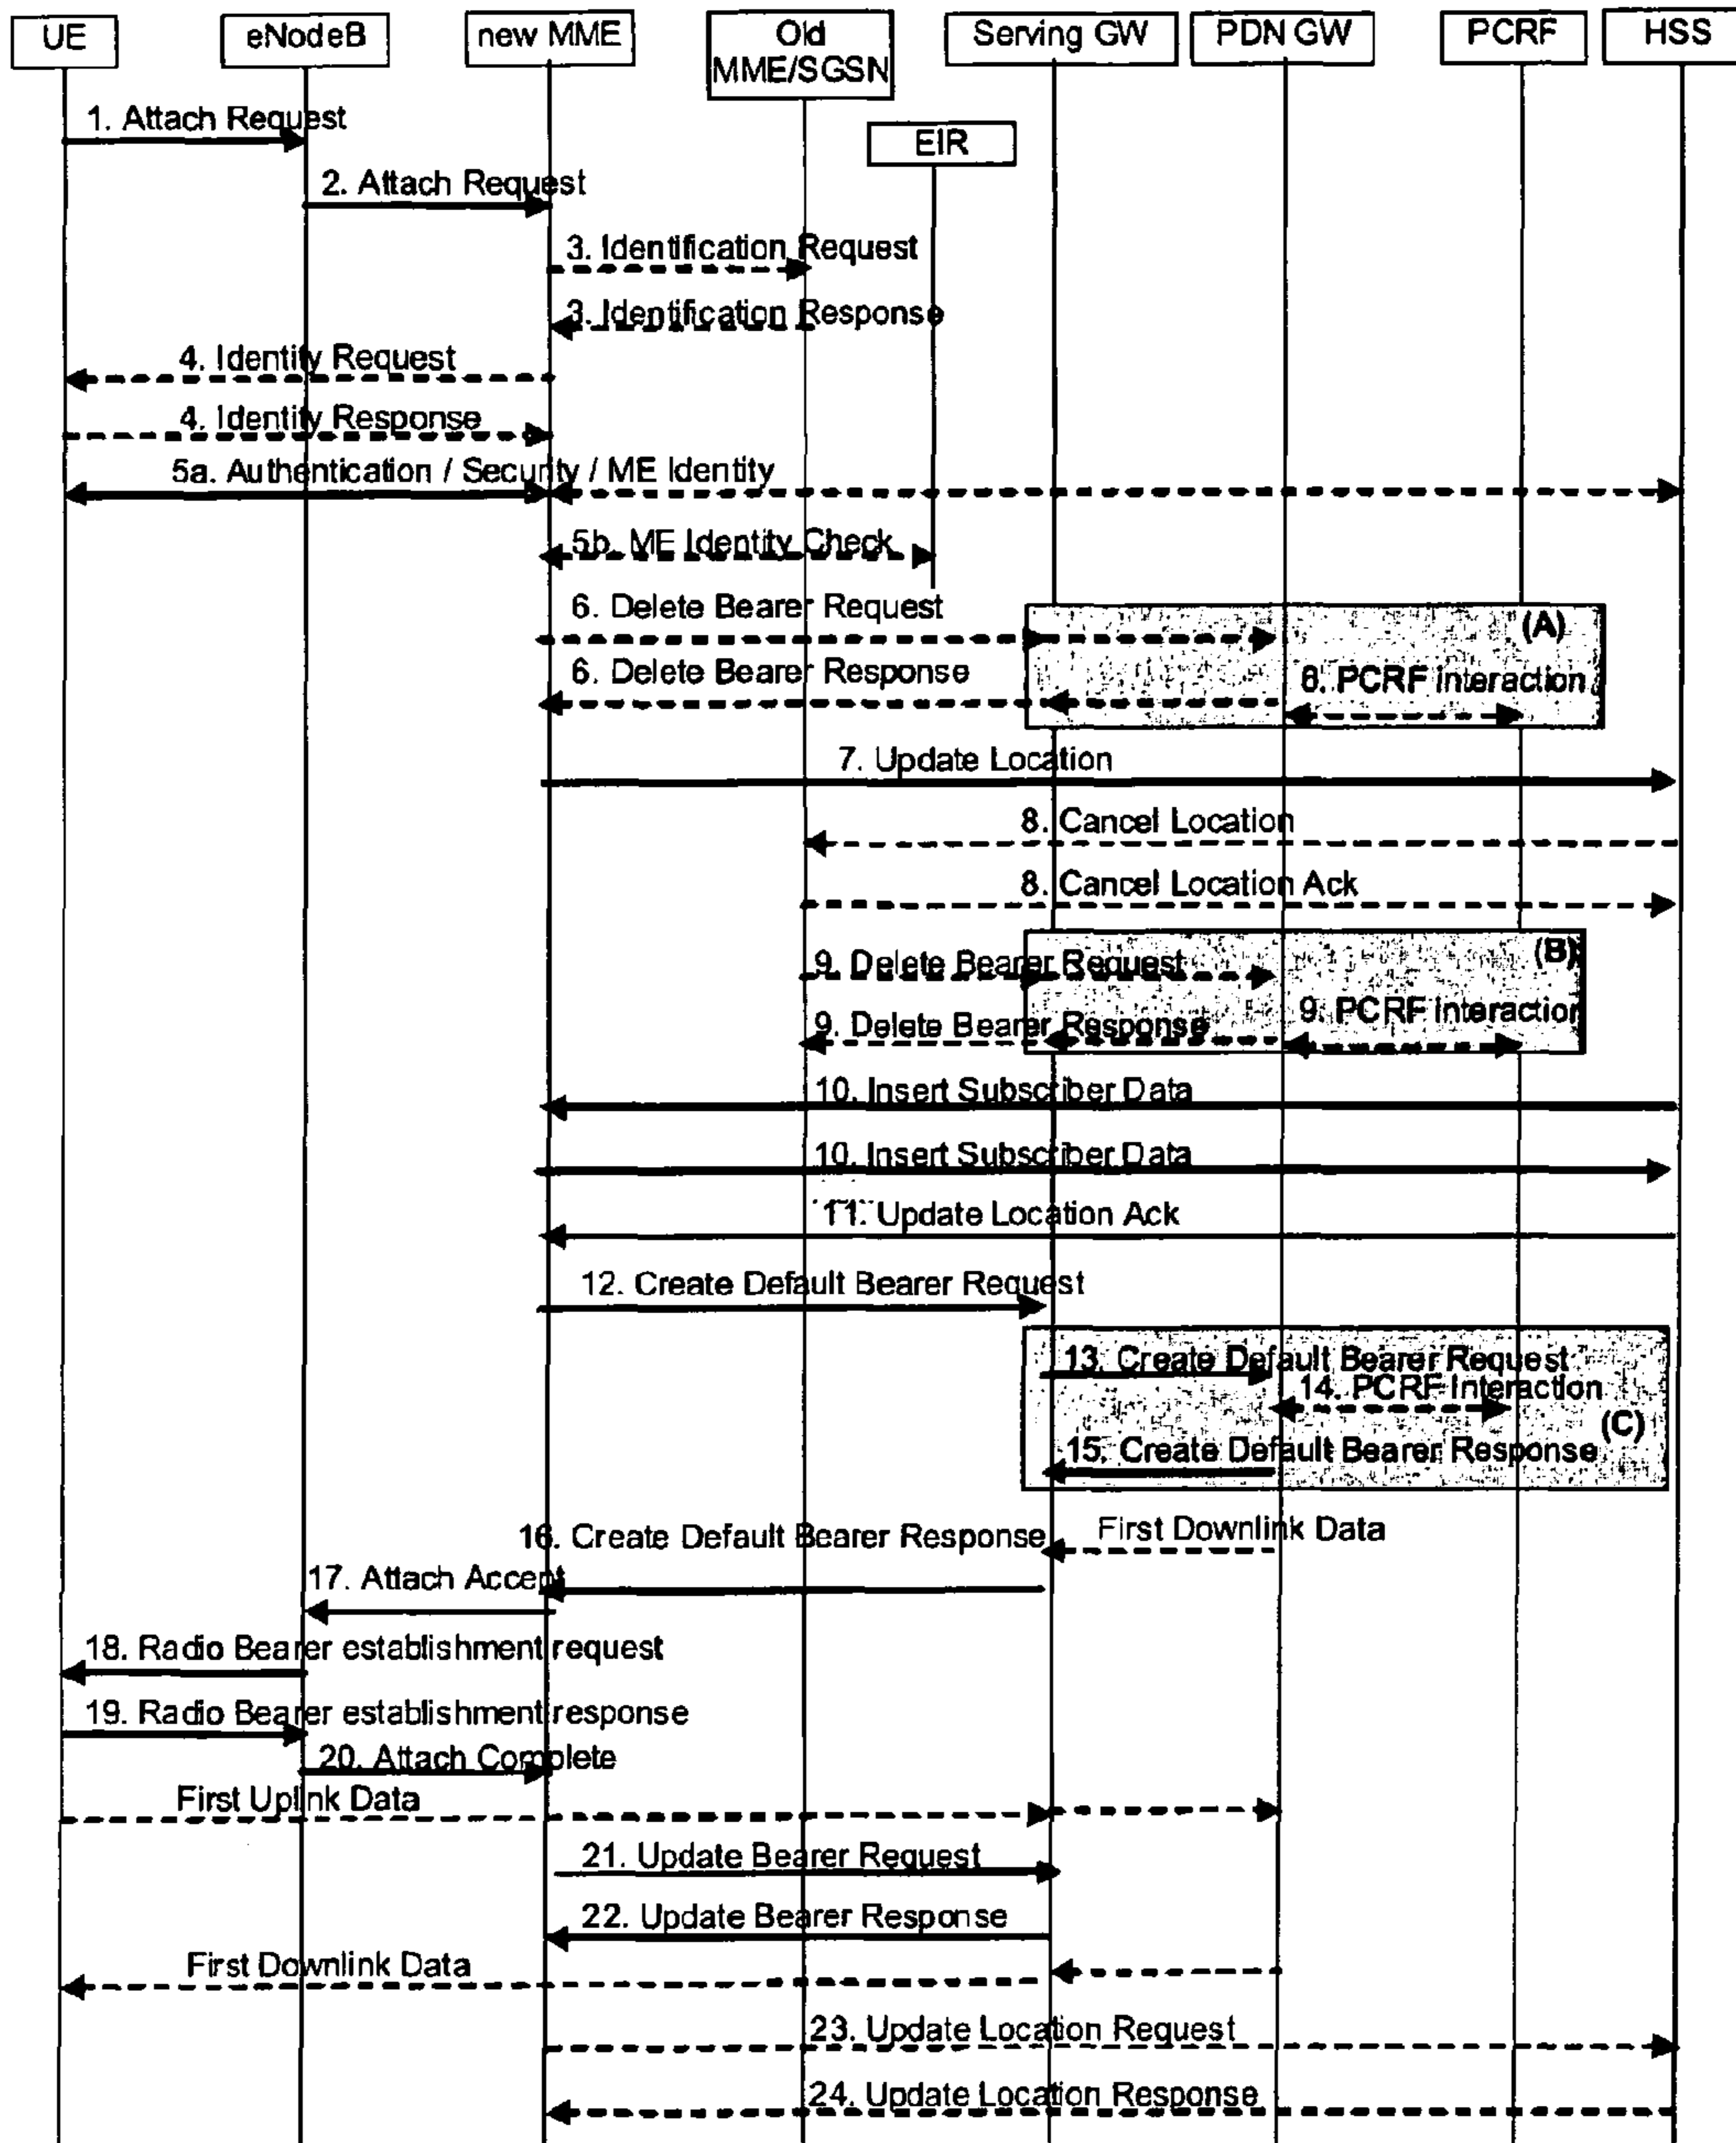 UE
eNodeB
new MME
Old
MME/SGSN
Serving GW
PDN GW
PCRF
HSS
EIR
1. Attach Request
2. Attach Request
3. Identification Request
3. Identification Response
4. Identity Request
4. Identity Response
5a. Authentication / Security / ME Identity
5b. ME Identity Check
6. Delete Bearer Request
(A)
6. Delete Bearer Response
6. PCRF Interaction
7. Update Location
8. Cancel Location
8. Cancel Location Ack
9. Delete Bearer Request
(B)
9. Delete Bearer Response
9. PCRF Interaction
10. Insert Subscriber Data
10. Insert Subscriber Data
11. Update Location Ack
12. Create Default Bearer Request
13. Create Default Bearer Request
14. PCRF Interaction
(C)
15. Create Default Bearer Response
16. Create Default Bearer Response
First Downlink Data
17. Attach Accept
18. Radio Bearer establishment request
19. Radio Bearer establishment response
20. Attach Complete
First Uplink Data
21. Update Bearer Request
22. Update Bearer Response
First Downlink Data
23. Update Location Request
24. Update Location Response